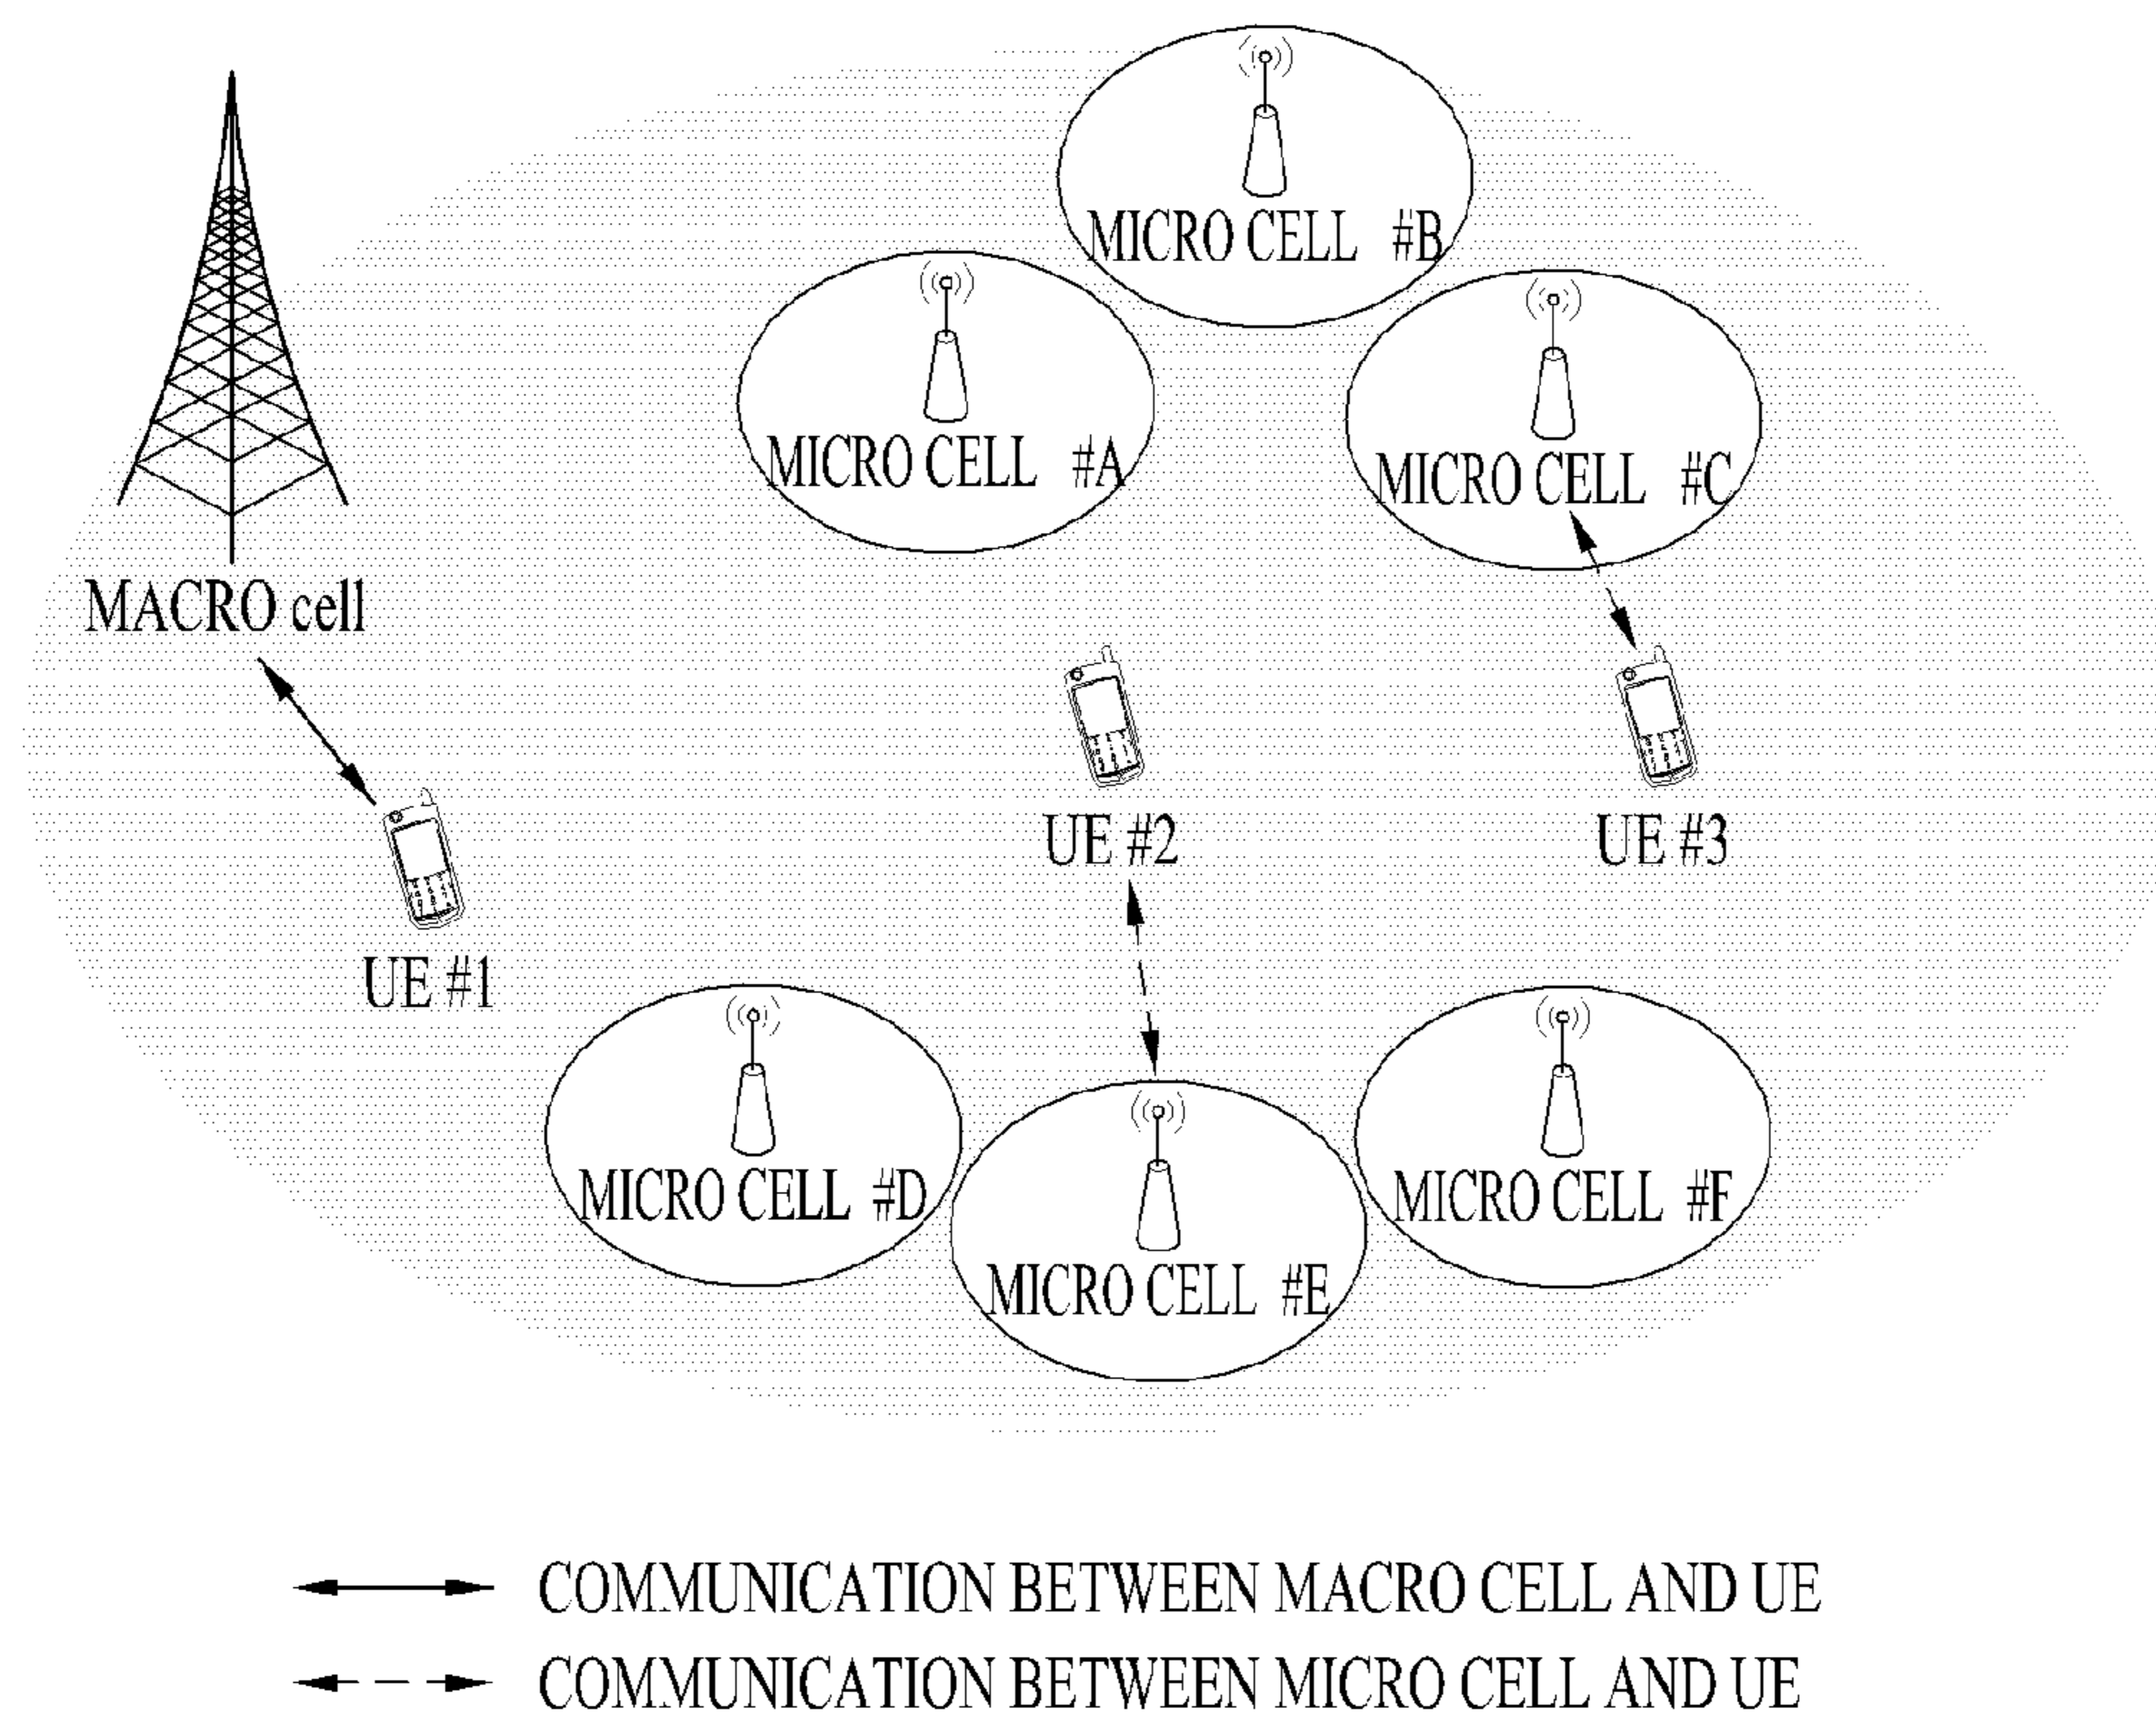 MICRO CELL #B
MICRO CELL #A
MICRO CELL #C
MACRO cell
UE #2
UE #3
UE #1
MICRO CELL #D
MICRO CELL #F
MICRO CELL #E
COMMUNICATION BETWEEN MACRO CELL AND UE
COMMUNICATION BETWEEN MICRO CELL AND UE